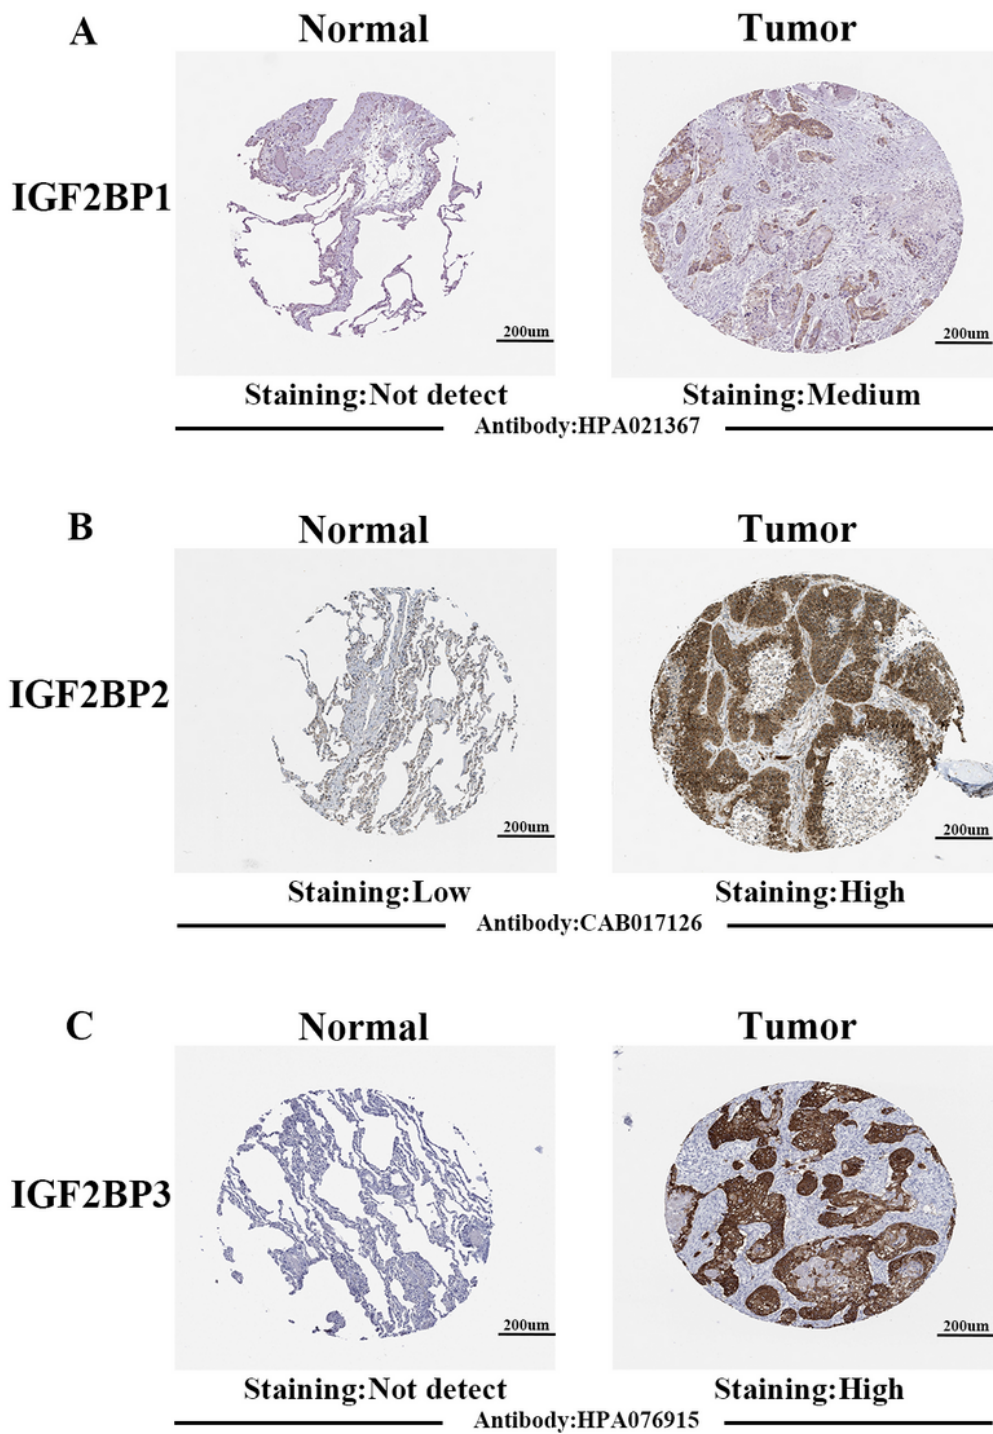 A
Normal
Tumor
IGF2BP1
200um
200um
Staining:Not detect
Staining:Medium
Antibody:HPA021367
B
Normal
Tumor
IGF2BP2
200um
200um
Staining:Low
Staining:High
Antibody:CAB017126
C
Normal
Tumor
IGF2BP3
200um
200um
Staining:Not detect
Staining:High
Antibody:HPA076915